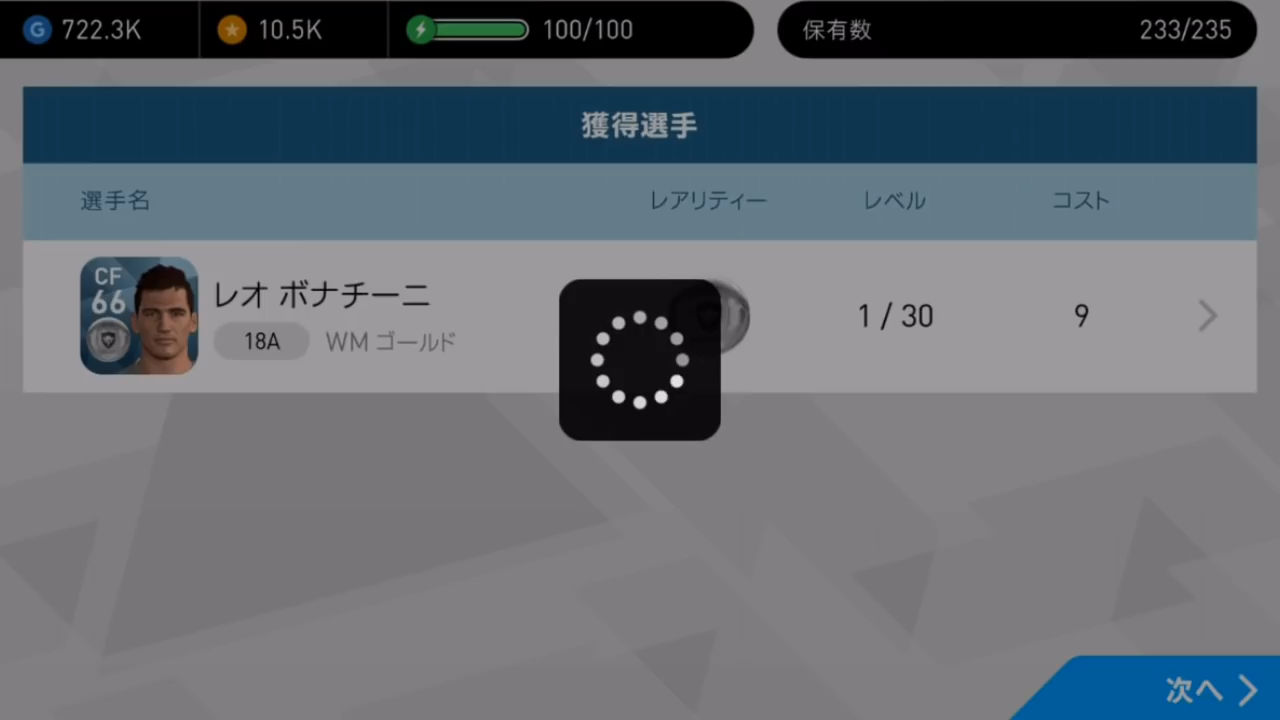 G 722.3K 10.5K 100/100 保有数 233/235
獲得選手
選手名 レアリティー レベル コスト
CF
66
レオ ボナチーニ
18A WM ゴールド
1 / 30 9
次へ